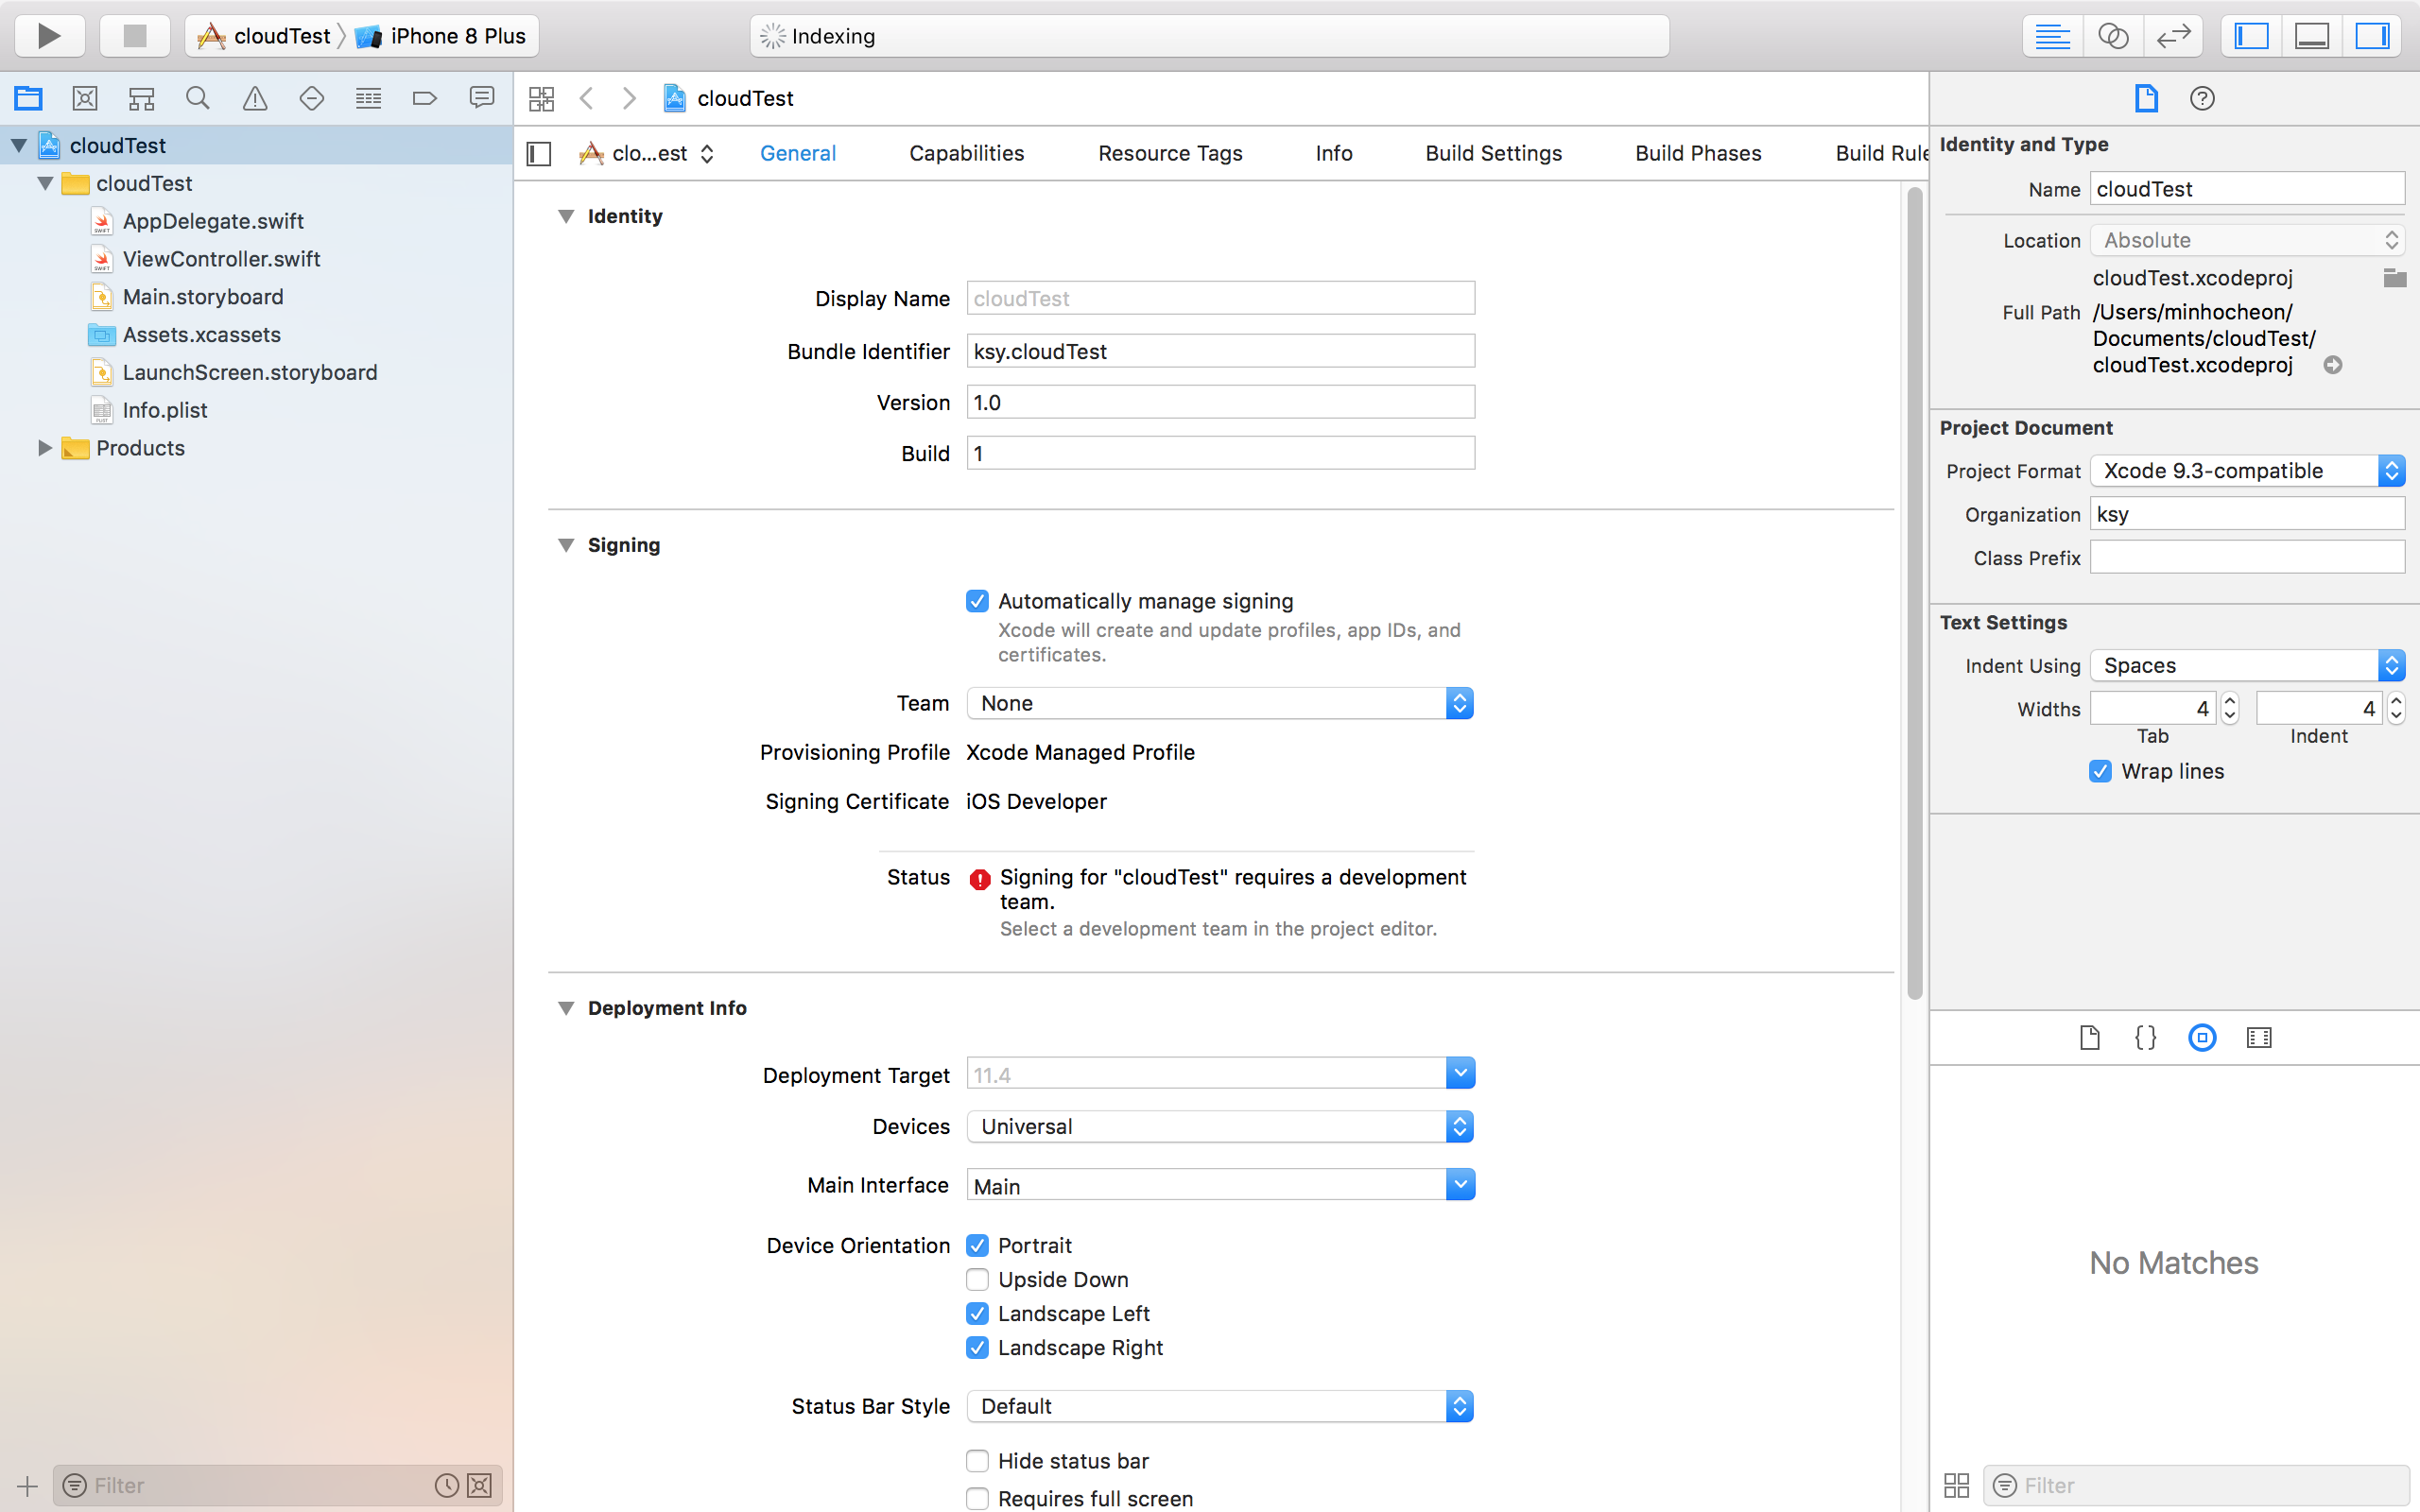 cloudTest
iPhone 8 Plus
Indexing
cloudTest
cloudTest
AppDelegate.swift
ViewController.swift
Main.storyboard
Assets.xcassets
LaunchScreen.storyboard
Info.plist
Products
Filter
cloudTest
clo...est
General
Capabilities
Resource Tags
Info
Build Settings
Build Phases
Build Rule
Identity
Display Name cloudTest
Bundle Identifier ksy.cloudTest
Version 1.0
Build 1
Signing
Automatically manage signing
Xcode will create and update profiles, app IDs, and
certificates.
Team None
Provisioning Profile Xcode Managed Profile
Signing Certificate iOS Developer
Status Signing for "cloudTest" requires a development
team.
Select a development team in the project editor.
Deployment Info
Deployment Target 11.4
Devices Universal
Main Interface Main
Device Orientation Portrait
Upside Down
Landscape Left
Landscape Right
Status Bar Style Default
Hide status bar
Requires full screen
Identity and Type
Name cloudTest
Location Absolute
cloudTest.xcodeproj
Full Path /Users/minhocheon/
Documents/cloudTest/
cloudTest.xcodeproj
Project Document
Project Format Xcode 9.3-compatible
Organization ksy
Class Prefix
Text Settings
Indent Using Spaces
Widths 4 4
Tab Indent
Wrap lines
{}
No Matches
Filter